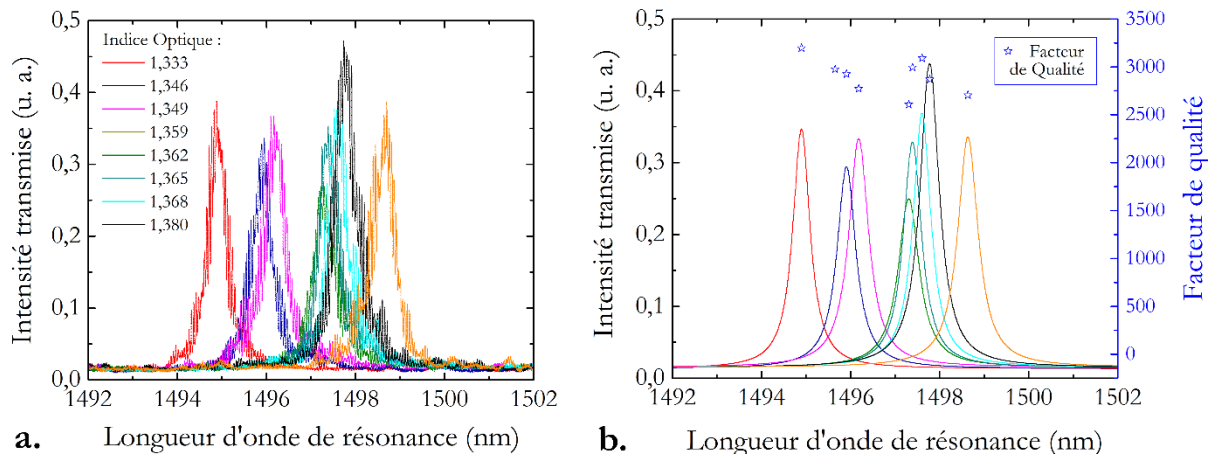 0,5
0,4
0,3
0,2
0,1
0,0
Intensité transmise (u. a.)
Indice Optique :
1,333
1,346
1,349
1,359
1,362
1,365
1,368
1,380
1492 1494 1496 1498 1500 1502
a. Longueur d'onde de résonance (nm)
0,5
0,4
0,3
0,2
0,1
0,0
Intensité transmise (u. a.)
Facteur
de Qualité
3500
3000
2500
2000
1500
1000
500
0
Facteur de qualité
1492 1494 1496 1498 1500 1502
b. Longueur d'onde de résonance (nm)